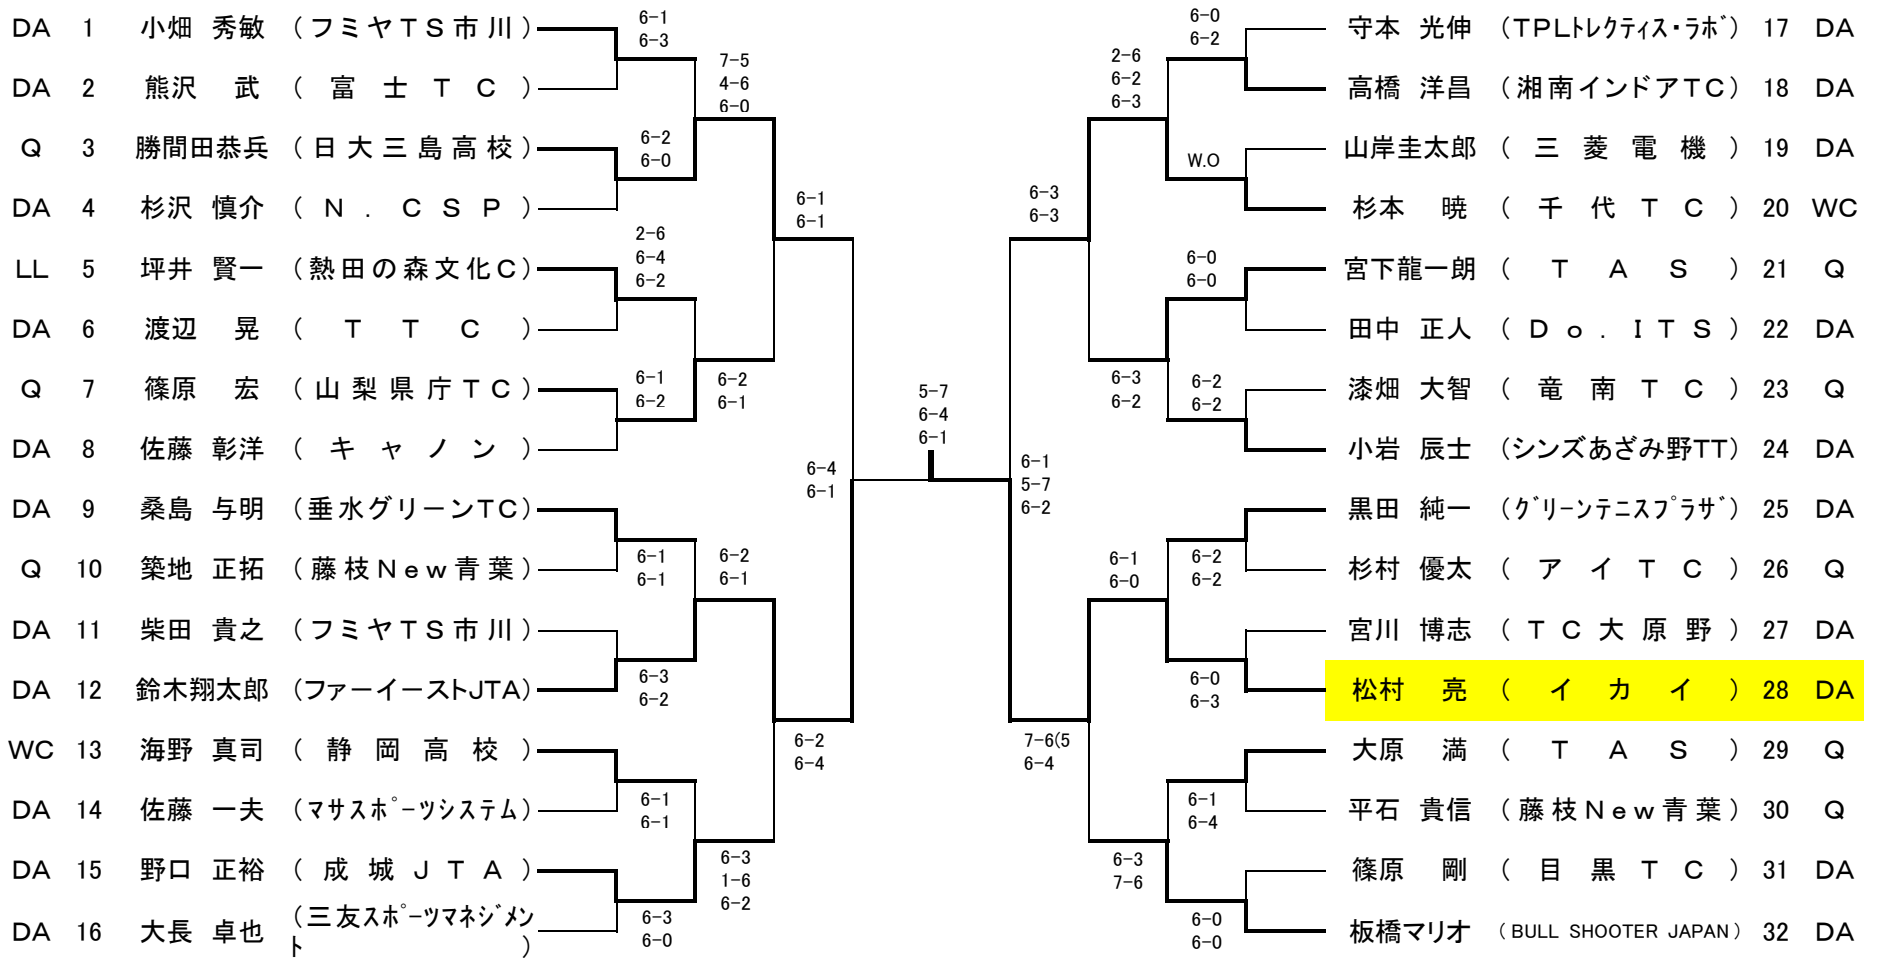 DA 1 小畑 秀敏 (フミヤTS市川)
DA 2 熊沢 武 (富士TC)
Q 3 勝間田恭兵 (日大三島高校)
DA 4 杉沢 慎介 (N.CSP)
LL 5 坪井 賢一 (熱田の森文化C)
DA 6 渡辺 晃 (TTC)
Q 7 篠原 宏 (山梨県庁TC)
DA 8 佐藤 彰洋 (キャノン)
DA 9 桑島 与明 (垂水グリーンTC)
Q 10 築地 正拓 (藤枝New青葉)
DA 11 柴田 貴之 (フミヤTS市川)
DA 12 鈴木翔太郎 (ファーイーストJTA)
WC 13 海野 真司 (静岡高校)
DA 14 佐藤 一夫 (マサスポーツシステム)
DA 15 野口 正裕 (成城JTA)
DA 16 大長 卓也 (三友スポーツマネジメン
ト)
6-1
6-3
6-2
6-0
2-6
6-4
6-2
6-1
6-2
6-1
6-1
6-3
6-2
6-1
6-1
6-3
6-0
7-5
4-6
6-0
6-2
6-1
6-2
6-1
6-3
1-6
6-2
6-1
6-1
6-2
6-4
6-4
6-1
5-7
6-4
6-1
6-1
5-7
6-2
6-3
6-3
7-6(5
6-4
2-6
6-2
6-3
6-3
6-2
6-1
6-0
6-3
7-6
6-0
6-2
W.O
6-0
6-0
6-2
6-2
6-2
6-2
6-0
6-3
6-1
6-4
6-0
6-0
守本 光伸 (TPLトレクティス・ラボ) 17 DA
高橋 洋昌 (湘南インドアTC) 18 DA
山岸圭太郎 (三菱電機) 19 DA
杉本 暁 (千代TC) 20 WC
宮下龍一朗 (TAS) 21 Q
田中 正人 (Do.ITS) 22 DA
漆畑 大智 (竜南TC) 23 Q
小岩 辰士 (シンズあざみ野TT) 24 DA
黒田 純一 (グリーンテニスプラザ) 25 DA
杉村 優太 (アイTC) 26 Q
宮川 博志 (TC大原野) 27 DA
松村 亮 (イカイ) 28 DA
大原 満 (TAS) 29 Q
平石 貴信 (藤枝New青葉) 30 Q
篠原 剛 (目黒TC) 31 DA
板橋マリオ (BULL SHOOTER JAPAN) 32 DA